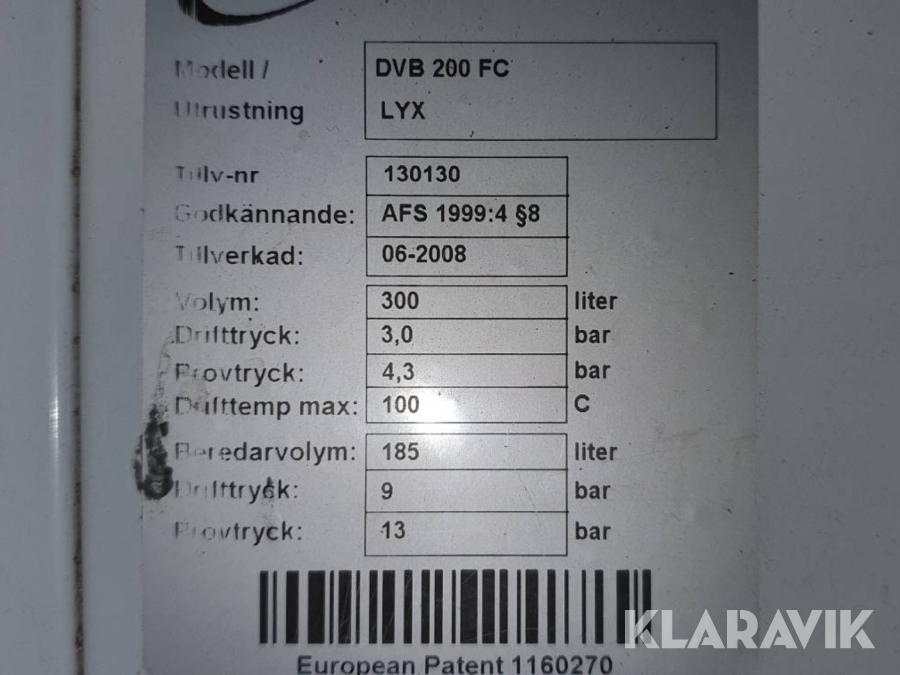 Modell / DVB 200 FC
Utrustning LYX
Tillv-nr 130130
Godkännande: AFS 1999:4 §8
Tillverkad: 06-2008
Volym: 300 liter
Drifttryck: 3,0 bar
Provtryck: 4,3 bar
Drifttemp max: 100 C
Beredarvolym: 185 liter
Drifttryck: 9 bar
Provtryck: 13 bar
KLARAVIK
European Patent 1160270